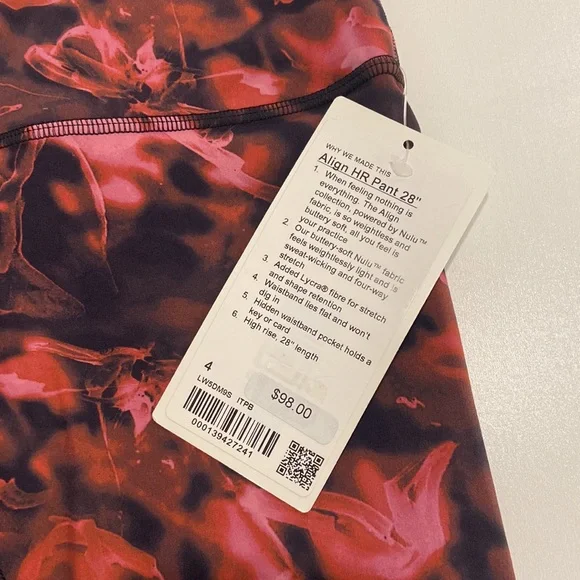 WHY WE MADE THIS
Align HR Pant 28"
1. When feeling nothing is
everything. The Align
collection, powered by Nulu™
fabric, is so weightless and
buttery soft, all you feel is
your practice
2. Our buttery-soft Nulu™ fabric
feels weightlessly light and is
sweat-wicking and four-way
stretch
3. Added Lycra® fibre for stretch
and shape retention
4. Waistband lies flat and won't
dig in
5. Hidden waistband pocket holds a
key or card
6. High rise, 28" length
4
LW5DM9S ITPB
$98.00
000139427241